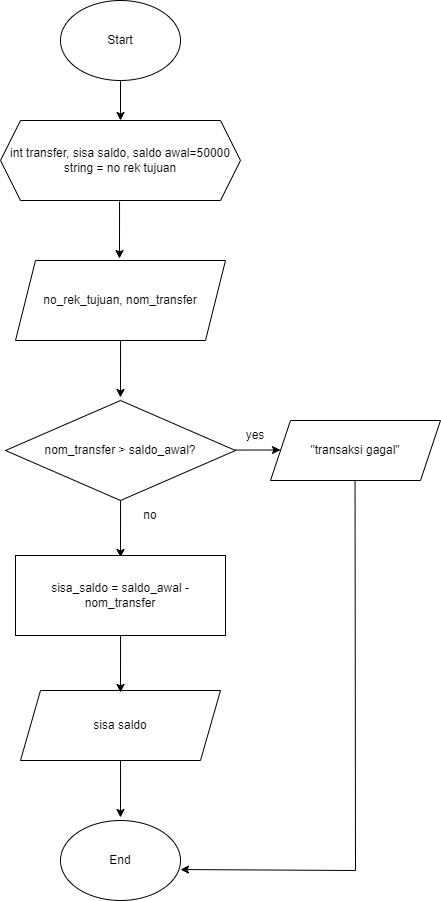 Start
int transfer, sisa saldo, saldo awal=50000
string = no rek tujuan
no_rek_tujuan, nom_transfer
nom_transfer > saldo_awal?
yes
"transaksi gagal"
no
sisa_saldo = saldo_awal -
nom_transfer
sisa saldo
End